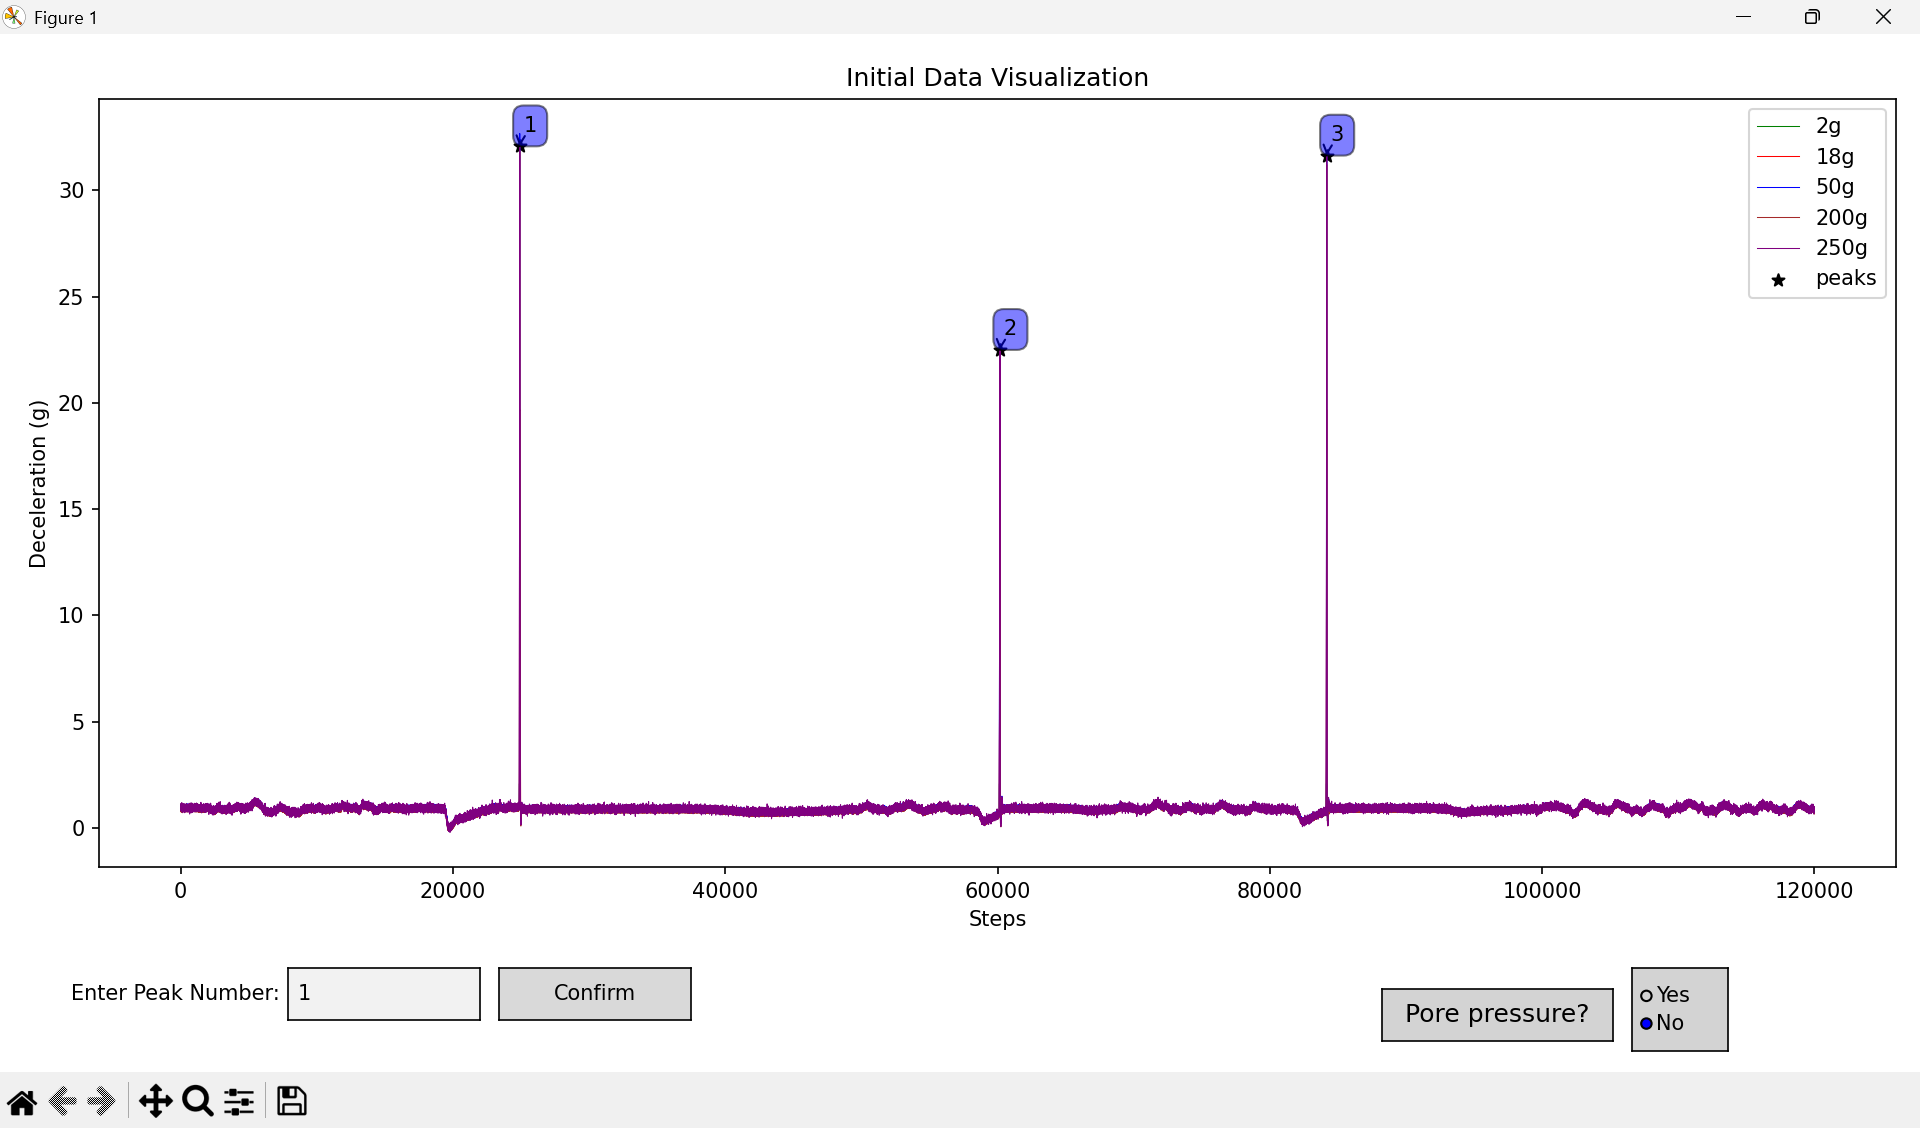 Figure 1
Initial Data Visualization
1
2
3
2g
18g
50g
200g
250g
peaks
Deceleration (g)
30
25
20
15
10
5
0
0 20000 40000 60000 80000 100000 120000
Steps
Enter Peak Number: 1 Confirm
Pore pressure?
Yes
No